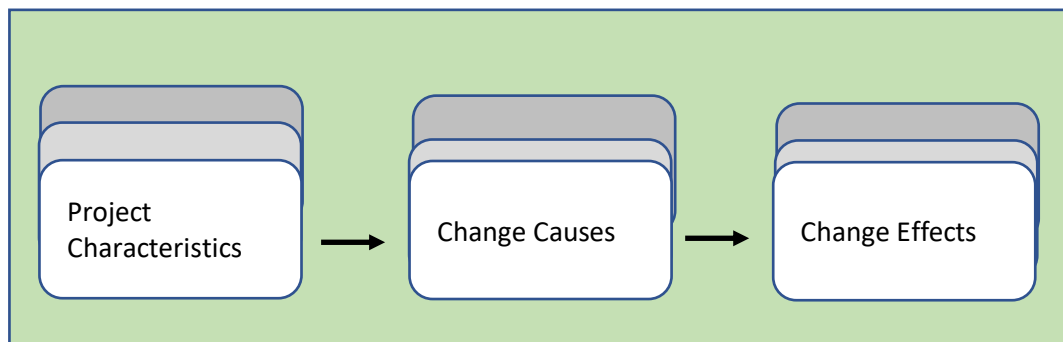 Project
Characteristics
Change Causes
Change Effects